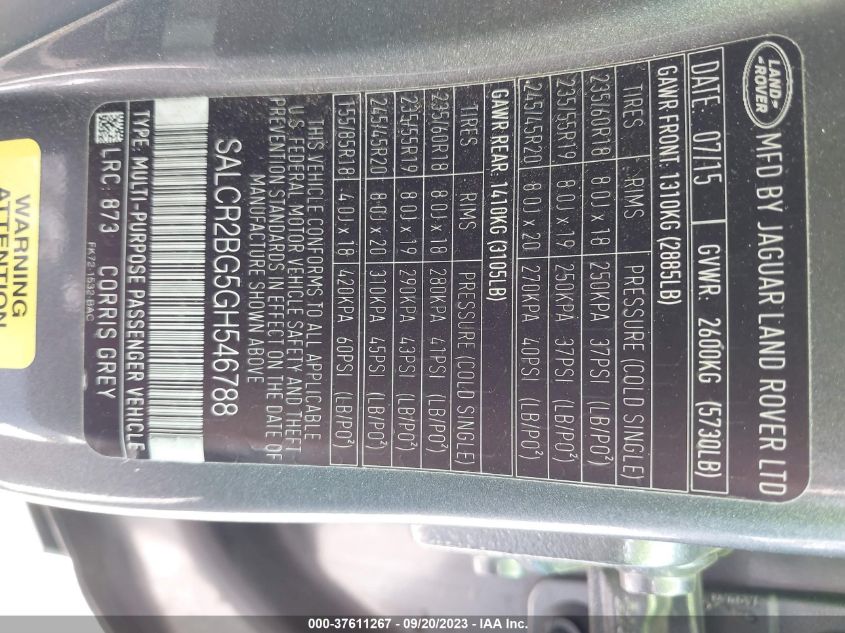 LAND-
ROVER
MFD BY JAGUAR LAND ROVER LTD
DATE: 07/15 GVWR: 2600KG (5730LB)
GAWR FRONT: 1310KG (2885LB)
TIRES RIMS PRESSURE (COLD SINGLE)
235/60R18 8.0J x 18 250KPA 37PSI (LB/PO²)
235/55R19 8.0J x 19 250KPA 37PSI (LB/PO²)
245/45R20 8.0J x 20 270KPA 40PSI (LB/PO²)
GAWR REAR: 1410KG (3105LB)
TIRES RIMS PRESSURE (COLD SINGLE)
235/60R18 8.0J x 18 280KPA 41PSI (LB/PO²)
235/55R19 8.0J x 19 290KPA 43PSI (LB/PO²)
245/45R20 8.0J x 20 310KPA 45PSI (LB/PO²)
155/85R18 4.0J x 18 420KPA 60PSI (LB/PO²)
THIS VEHICLE CONFORMS TO ALL APPLICABLE
U.S. FEDERAL MOTOR VEHICLE SAFETY AND THEFT
PREVENTION STANDARDS IN EFFECT ON THE DATE OF
MANUFACTURE SHOWN ABOVE
SALCR2BG5GH546788
TYPE: MULTI-PURPOSE PASSENGER VEHICLE
LRC: 873 CORRIS GREY
FK72-1532-BAC
WARNING
ATTENTION
000-37611267 - 09/20/2023 - IAA Inc.